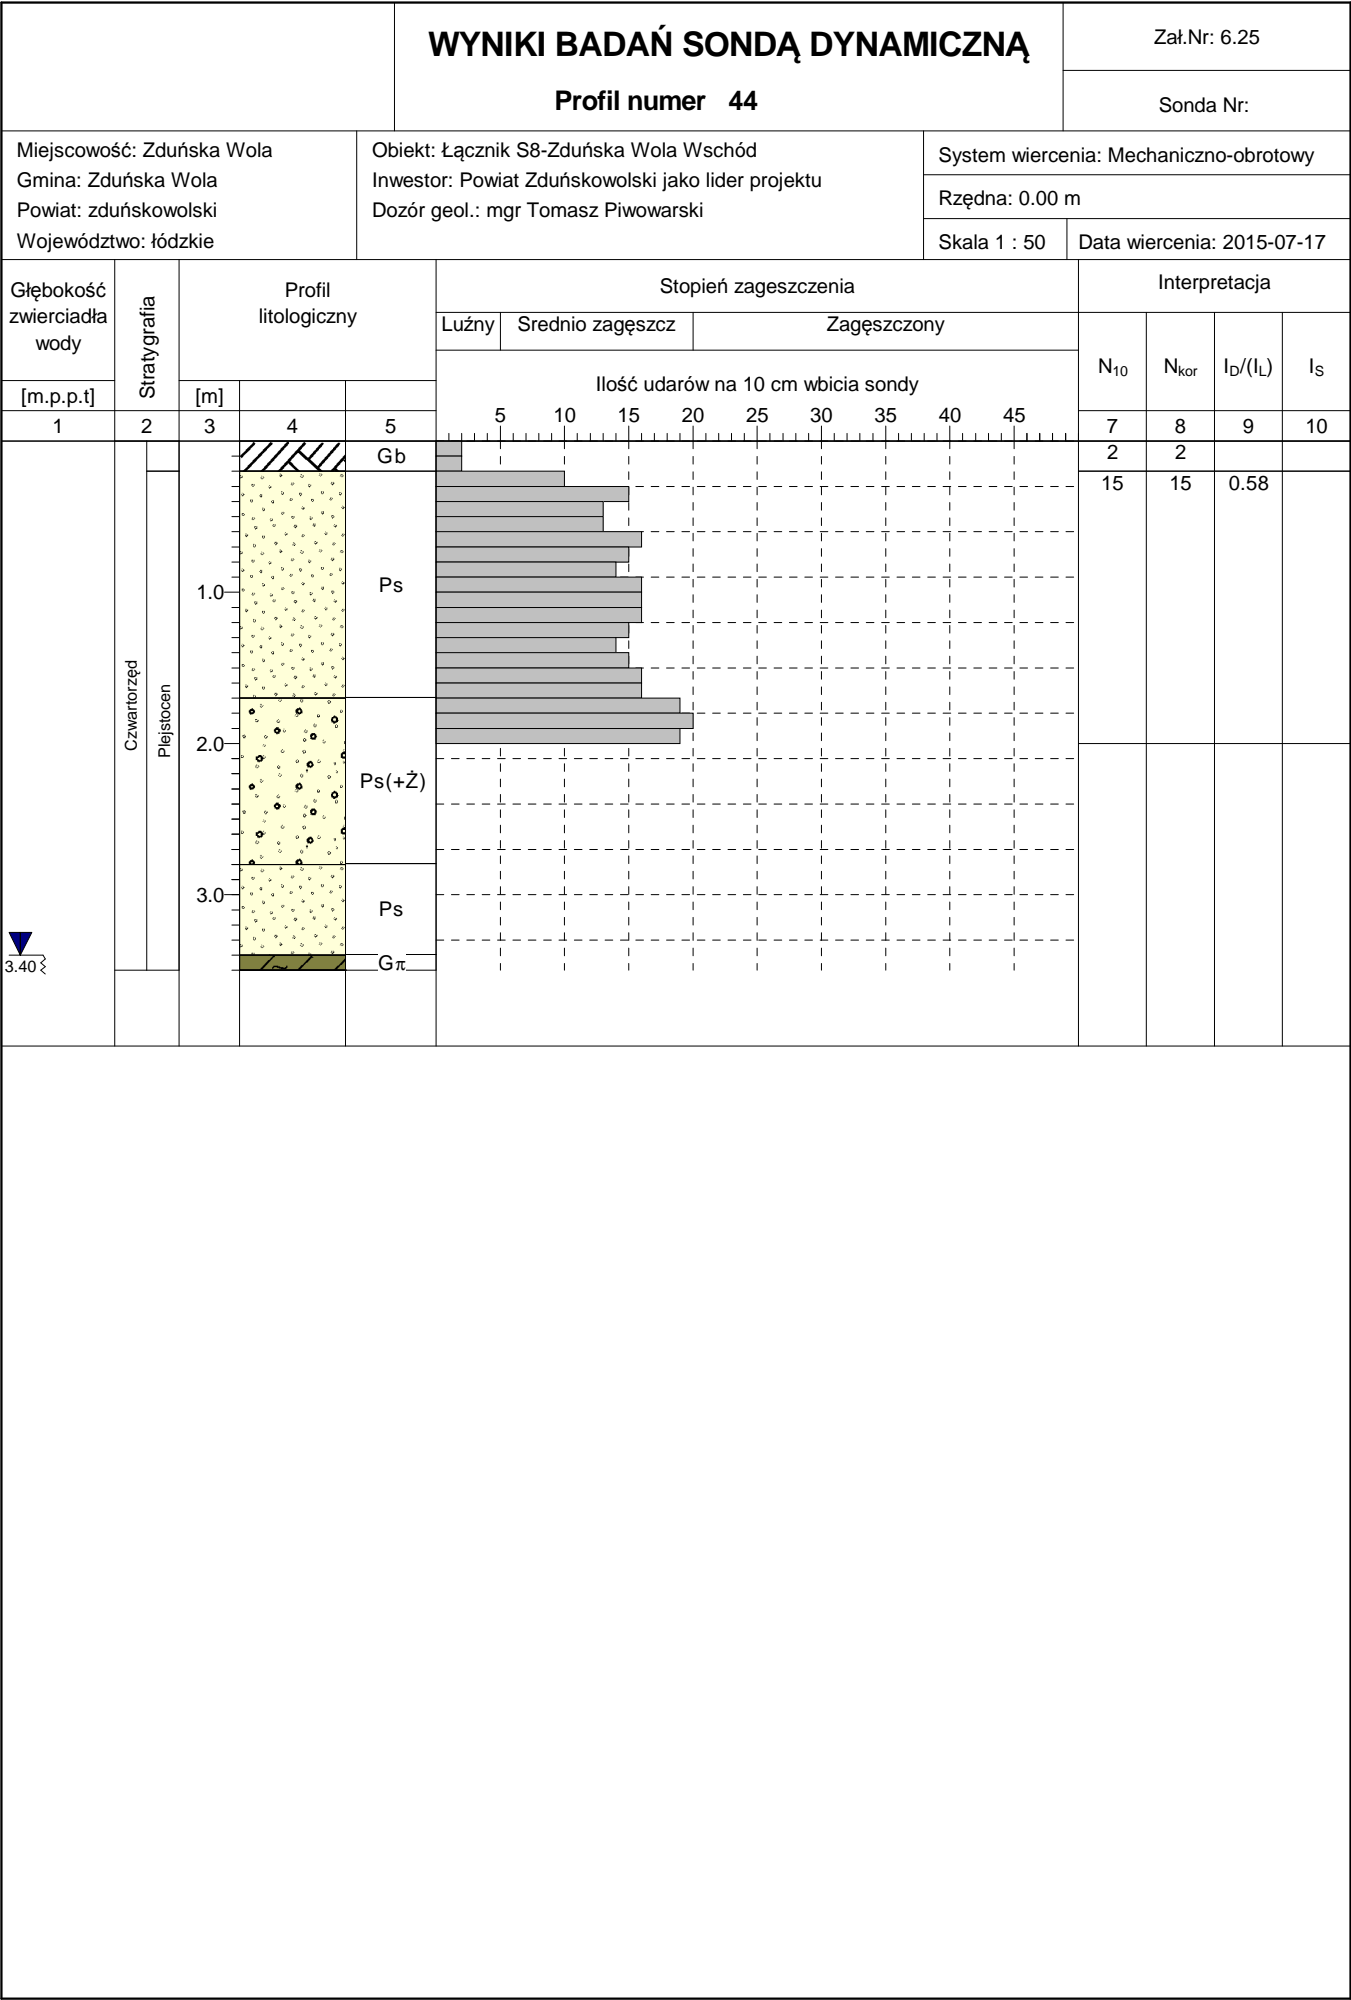 WYNIKI BADAŃ SONDĄ DYNAMICZNĄ
Profil numer 44
Zał.Nr: 6.25
Sonda Nr:
Miejscowość: Zduńska Wola
Gmina: Zduńska Wola
Powiat: zduńskowolski
Województwo: łódzkie
Obiekt: Łącznik S8-Zduńska Wola Wschód
Inwestor: Powiat Zduńskowolski jako lider projektu
Dozór geol.: mgr Tomasz Piwowarski
System wiercenia: Mechaniczno-obrotowy
Rzędna: 0.00 m
Skala 1 : 50
Data wiercenia: 2015-07-17
Głębokość
zwierciadła
wody
[m.p.p.t]
Stratygrafia
Profil
litologiczny
[m]
Stopień zageszczenia
Luźny
Srednio zagęszcz
Zagęszczony
Ilość udarów na 10 cm wbicia sondy
5 10 15 20 25 30 35 40 45
Interpretacja
N10
Nkor
ID/(IL)
IS
1 2 3 4 5 7 8 9 10
Gb
2 2
15 15 0.58
Ps
1.0
Czwartorzęd
Plejstocen
2.0
Ps(+Ż)
3.0
Ps
3.40
Gπ